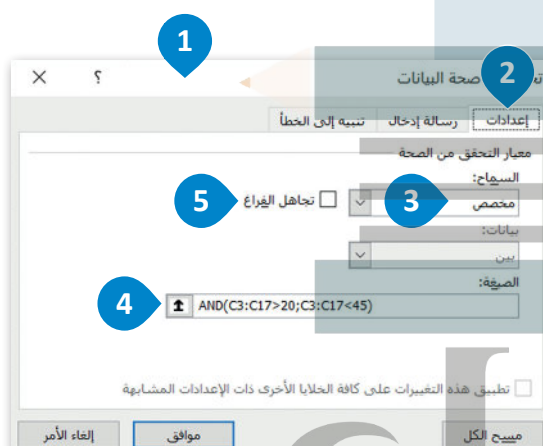 1
صحة البيانات 2
؟ ×
إعدادات رسالة إدخال تنبيه إلى الخطأ
معيار التحقق من الصحة
السماح:
مخصص 3 تجاهل الفراغ 5
بيانات:
بين
الصيغة:
AND(C3:C17>20;C3:C17<45) 4
تطبيق هذه التغييرات على كافة الخلايا الأخرى ذات الإعدادات المشابهة
مسح الكل موافق إلغاء الأمر